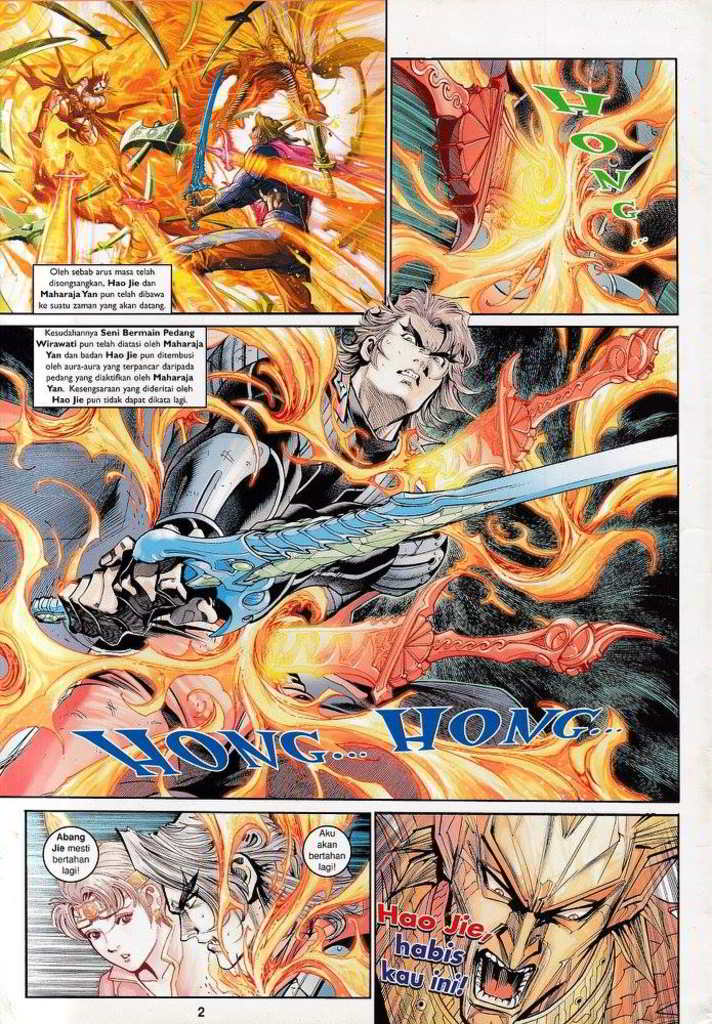 Oleh sebab arus masa telah
disongsangkan, Hao Jie dan
Maharaja Yan pun telah dibawa
ke suatu zaman yang akan datang.
HONG...
Kesudahannya Seni Bermain Pedang
Wirawati pun telah diatasi oleh Maharaja
Yan dan badan Hao Jie pun ditembusi
oleh aura-aura yang terpancar daripada
pedang yang diaktifkan oleh Maharaja
Yan. Kesengsaraan yang dideritai oleh
Hao Jie pun tidak dapat dikata lagi.
HONG... HONG...
Abang
Jie mesti
bertahan
lagi!
Aku
akan
bertahan
lagi!
Hao Jie,
habis
kau ini!
2